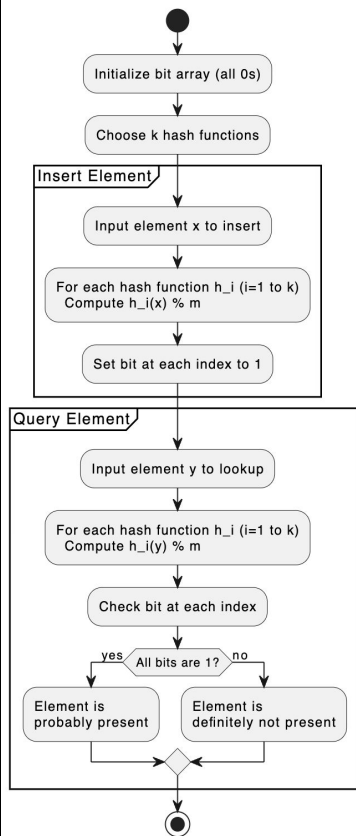 Initialize bit array (all 0s)
Choose k hash functions
Insert Element
Input element x to insert
For each hash function h_i (i=1 to k)
Compute h_i(x) % m
Set bit at each index to 1
Query Element
Input element y to lookup
For each hash function h_i (i=1 to k)
Compute h_i(y) % m
Check bit at each index
yes
All bits are 1?
no
Element is
probably present
Element is
definitely not present